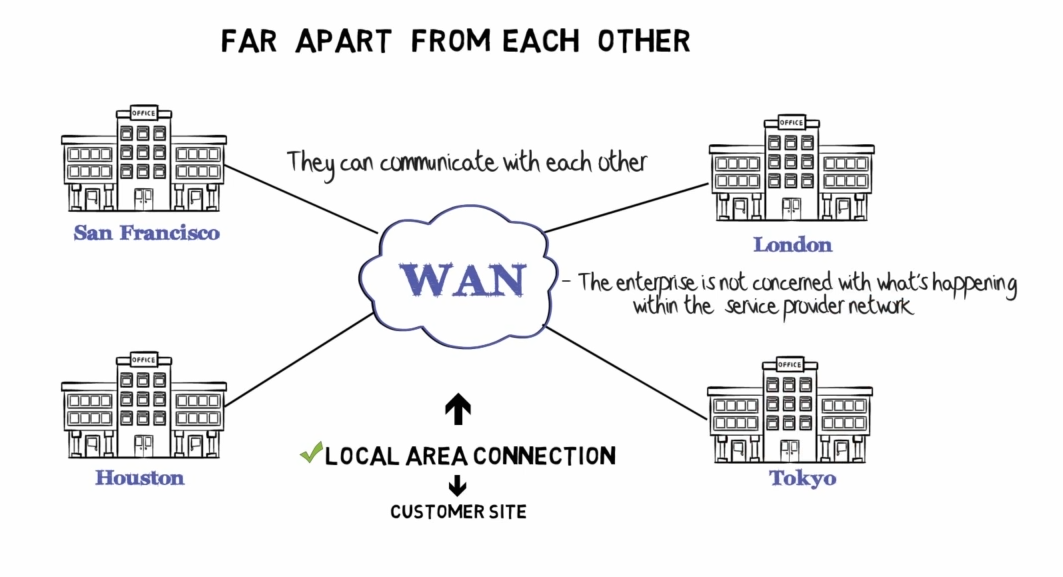 FAR APART FROM EACH OTHER
OFFICE
OFFICE
They can communicate with each other
San Francisco
London
WAN
- The enterprise is not concerned with what's happening
within the service provider network
OFFICE
OFFICE
LOCAL AREA CONNECTION
Houston
Tokyo
CUSTOMER SITE